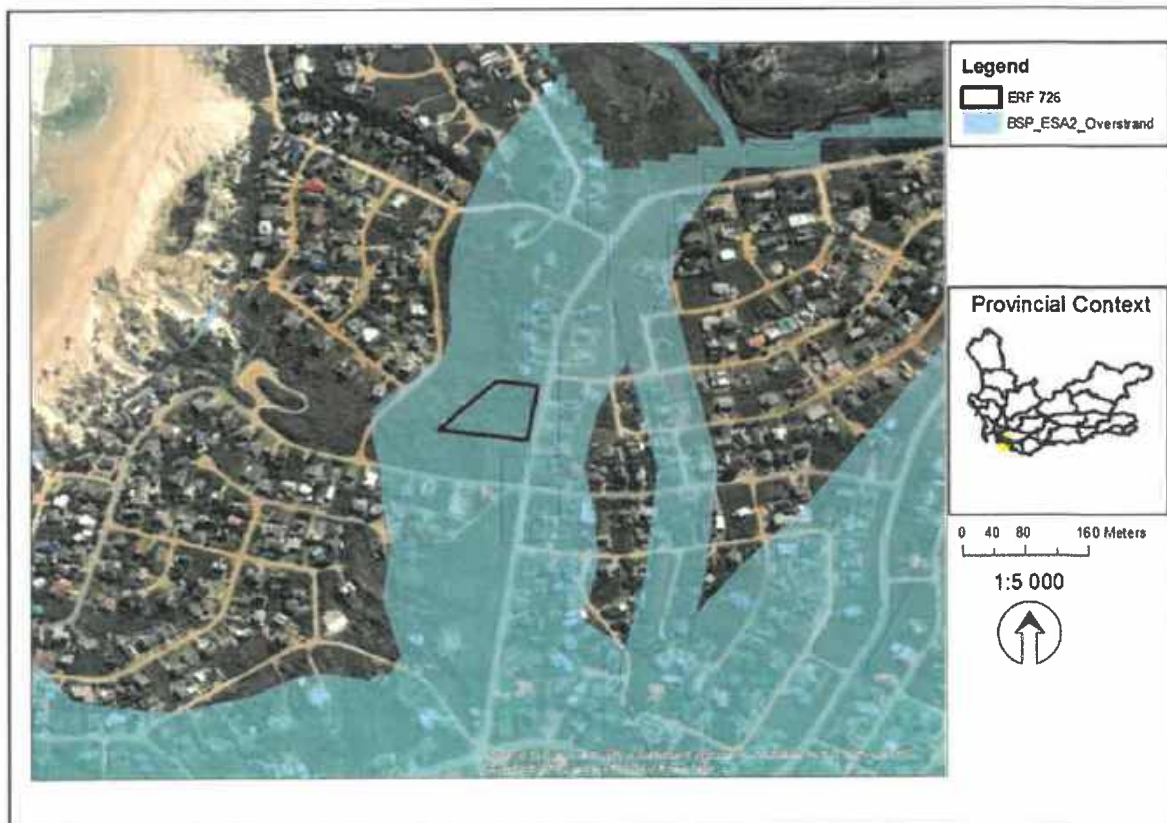 Legend
ERF 726
BSP_ESA2_Overstrand
Provincial Context
0 40 80 160 Meters
1:5 000